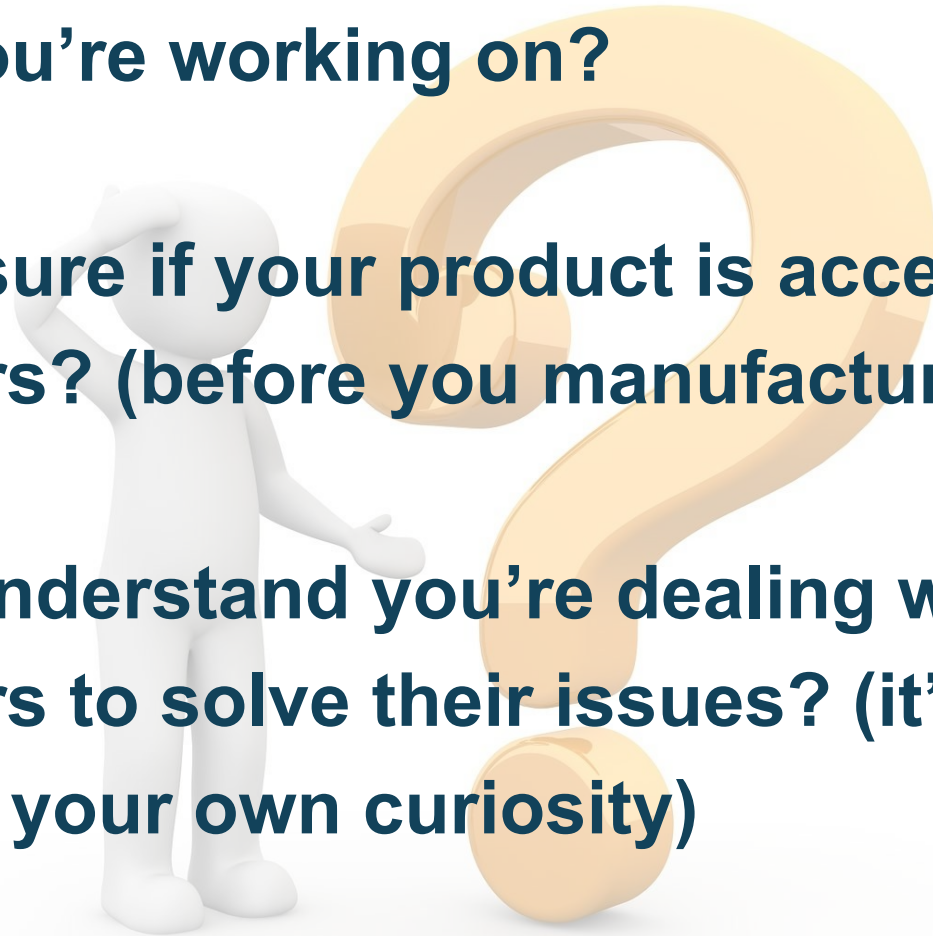 ou’re working on?
sure if your product is acce
rs? (before you manufactur
nderstand you’re dealing w
rs to solve their issues? (it’
your own curiosity)